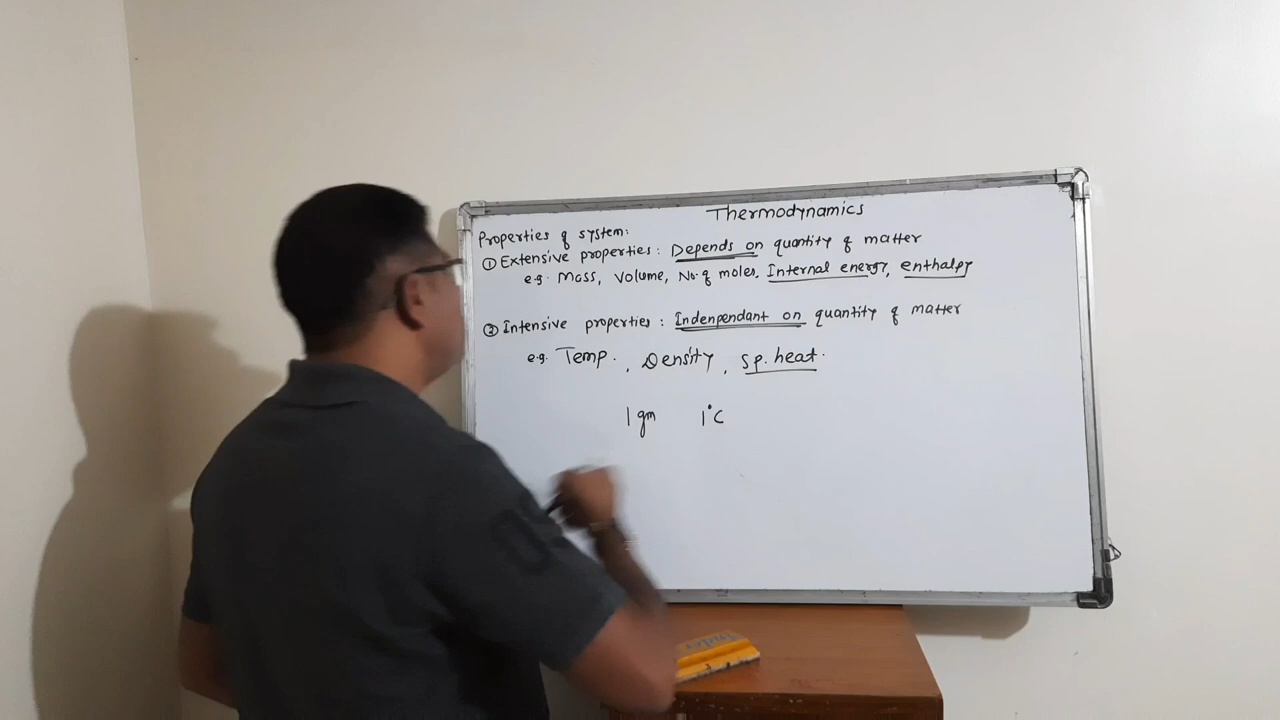 Thermodynamics
Properties of system:
① Extensive properties: Depends on quantity of matter
e.g. Mass, Volume, No. of moles, Internal energy, enthalpy
② Intensive properties: Indenpendant on quantity of matter
e.g. Temp., Density, sp. heat.
1 gm 1°C